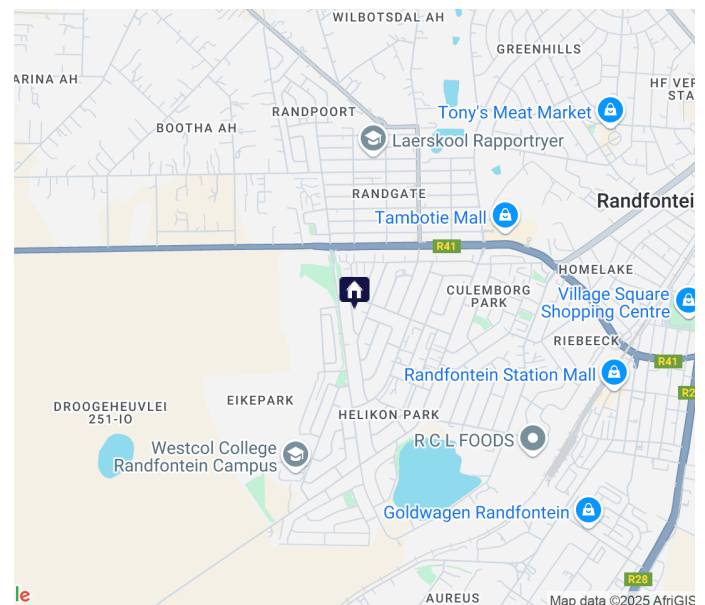 WILBOTSDAL AH
GREENHILLS
ARINA AH
HF VER
STA
Tony's Meat Market
RANDPOORT
BOOTHA AH
Laerskool Rapportryer
RANDGATE
Randfontei
Tambotie Mall
R41
HOMELAKE
CULEMBORG
PARK
Village Square
Shopping Centre
RIEBEECK
R41
Randfontein Station Mall
R2
EIKEPARK
DROOGEHEUVLEI
251-IO
HELIKON PARK
R C L FOODS
Westcol College
Randfontein Campus
Goldwagen Randfontein
R28
le
AUREUS
Map data ©2025 AfriGIS